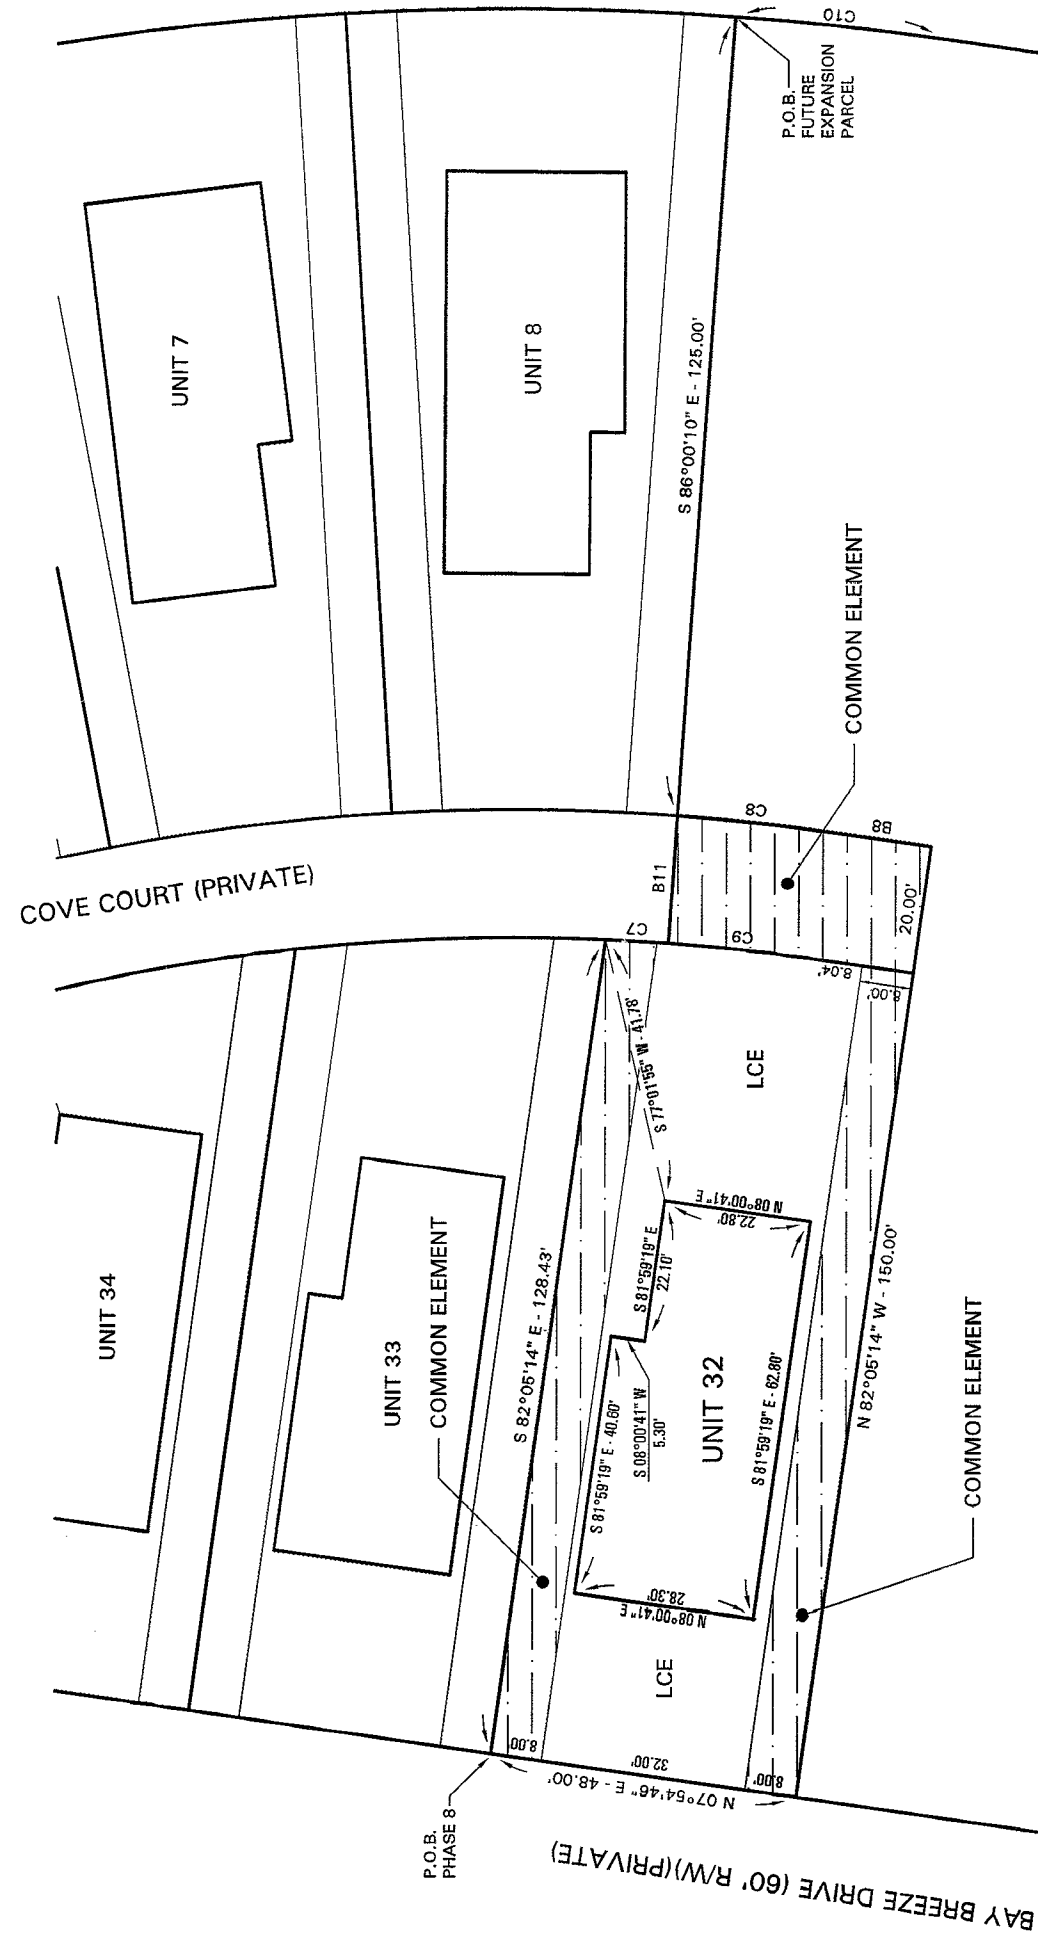 C10
P.O.B.
FUTURE
EXPANSION
PARCEL
UNIT 7
UNIT 8
S 86°00'10" E - 125.00'
COMMON ELEMENT
COVE COURT (PRIVATE)
B11
C8
B8
C7
C9
20.00'
8.04'
8.00'
S 77°01'55" W - 41.78'
LCE
UNIT 34
UNIT 33
COMMON ELEMENT
S 82°05'14" E - 128.43'
N 08°00'41" E
22.80'
S 81°59'19" E
22.10'
S 81°59'19" E - 40.60'
S 08°00'41" W
5.30'
UNIT 32
S 81°59'19" E - 62.80'
N 82°05'14" W - 150.00'
COMMON ELEMENT
28.30'
N 08°00'41" E
LCE
8.00'
32.00'
8.00'
N 07°54'46" E - 48.00'
P.O.B.
PHASE 8
BAY BREEZE DRIVE (60' R/W)(PRIVATE)